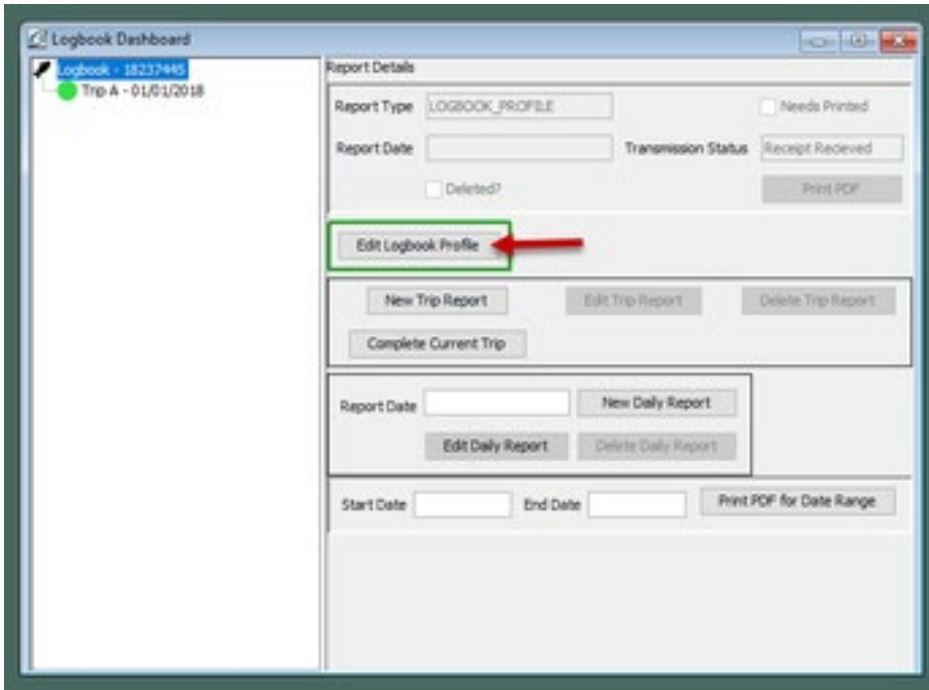 Logbook Dashboard
Logbook - 18237445
Trip A - 01/01/2018
Report Details
Report Type LOGBOOK_PROFILE Needs Printed
Report Date Transmission Status Receipt Recieved
Deleted? Print PDF
Edit Logbook Profile
New Trip Report Edit Trip Report Delete Trip Report
Complete Current Trip
Report Date New Daily Report
Edit Daily Report Delete Daily Report
Start Date End Date Print PDF for Date Range